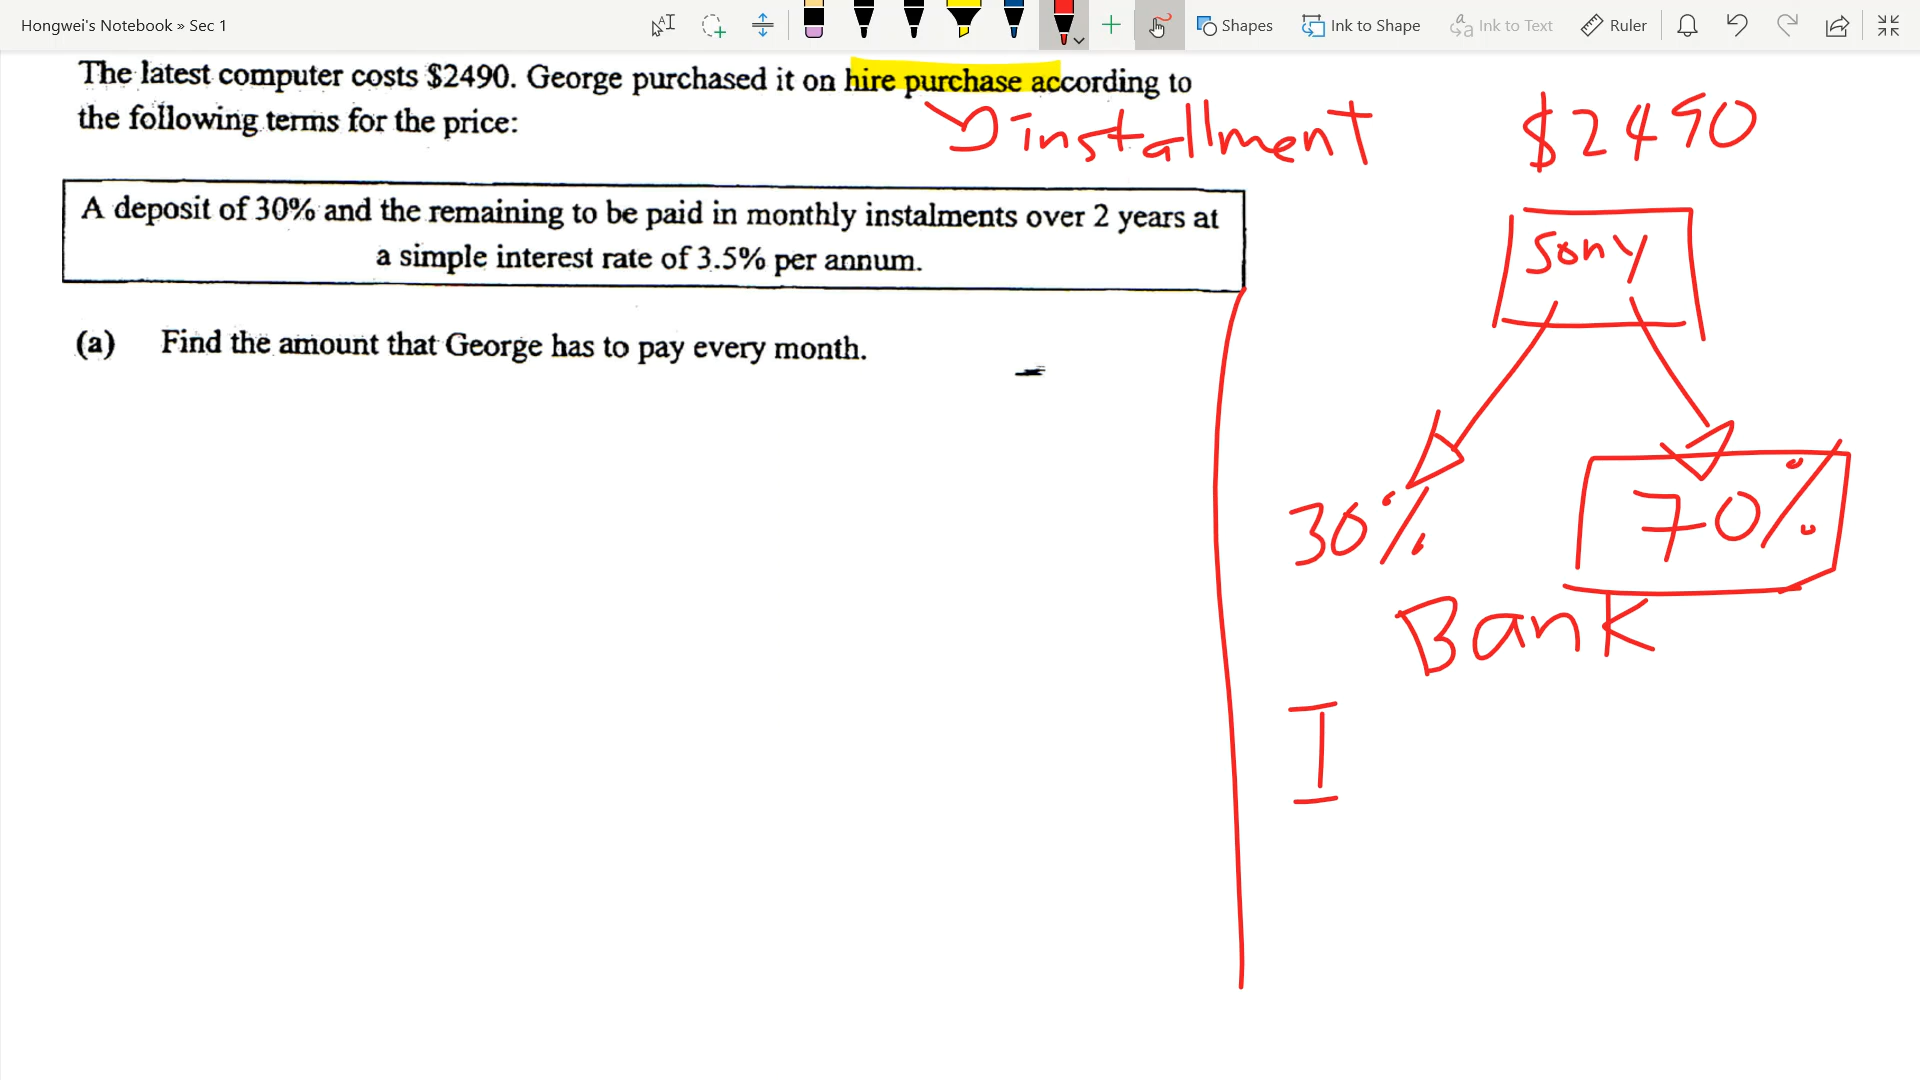 Hongwei's Notebook » Sec 1
Shapes
Ink to Shape
Ink to Text
Ruler
The latest computer costs $2490. George purchased it on hire purchase according to
the following terms for the price:
installment
$2490
A deposit of 30% and the remaining to be paid in monthly instalments over 2 years at
a simple interest rate of 3.5% per annum.
Sony
(a) Find the amount that George has to pay every month.
30%
70%
Bank
I